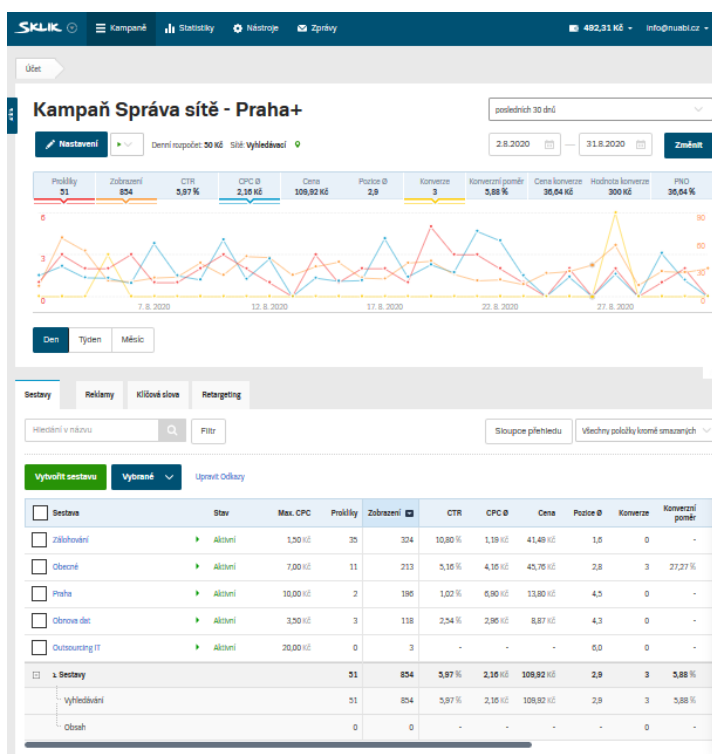 SKLIK Kampaně Statistiky Nástroje Zprávy 492,31 Kč info@nuabi.cz
Účet
Kampaň Správa sítě - Praha+
posledních 30 dnů
Nastavení Denní rozpočet: 50 Kč Sítě: Vyhledávací 2.8.2020 — 31.8.2020 Změnit
Prokliky Zobrazení CTR CPC Ø Cena Pozice Ø Konverze Konverzní poměr Cena konverze Hodnota konverze PNO
51 854 5,97 % 2,16 Kč 109,92 Kč 2,9 3 5,88 % 36,64 Kč 300 Kč 36,64 %
6 90
3 60
30
0 0
7. 8. 2020 12. 8. 2020 17. 8. 2020 22. 8. 2020 27. 8. 2020
Den Týden Měsíc
Sestavy Reklamy Klíčová slova Retargeting
Hledání v názvu Filtr Sloupce přehledu Všechny položky kromě smazaných
Vytvořit sestavu Vybrané Upravit Odkazy
Sestava Stav Max. CPC Prokliky Zobrazení CTR CPC Ø Cena Pozice Ø Konverze Konverzní poměr
Zálohování Aktivní 1,50 Kč 35 324 10,80 % 1,19 Kč 41,49 Kč 1,6 0 -
Obecné Aktivní 7,00 Kč 11 213 5,16 % 4,16 Kč 45,76 Kč 2,8 3 27,27 %
Praha Aktivní 10,00 Kč 2 196 1,02 % 6,90 Kč 13,80 Kč 4,5 0 -
Obnova dat Aktivní 3,50 Kč 3 118 2,54 % 2,96 Kč 8,87 Kč 4,3 0 -
Outsourcing IT Aktivní 20,00 Kč 0 3 - - - 6,0 0 -
Sestavy 51 854 5,97 % 2,16 Kč 109,92 Kč 2,9 3 5,88 %
Vyhledávání 51 854 5,97 % 2,16 Kč 109,92 Kč 2,9 3 5,88 %
Obsah 0 0 - - - - 0 -